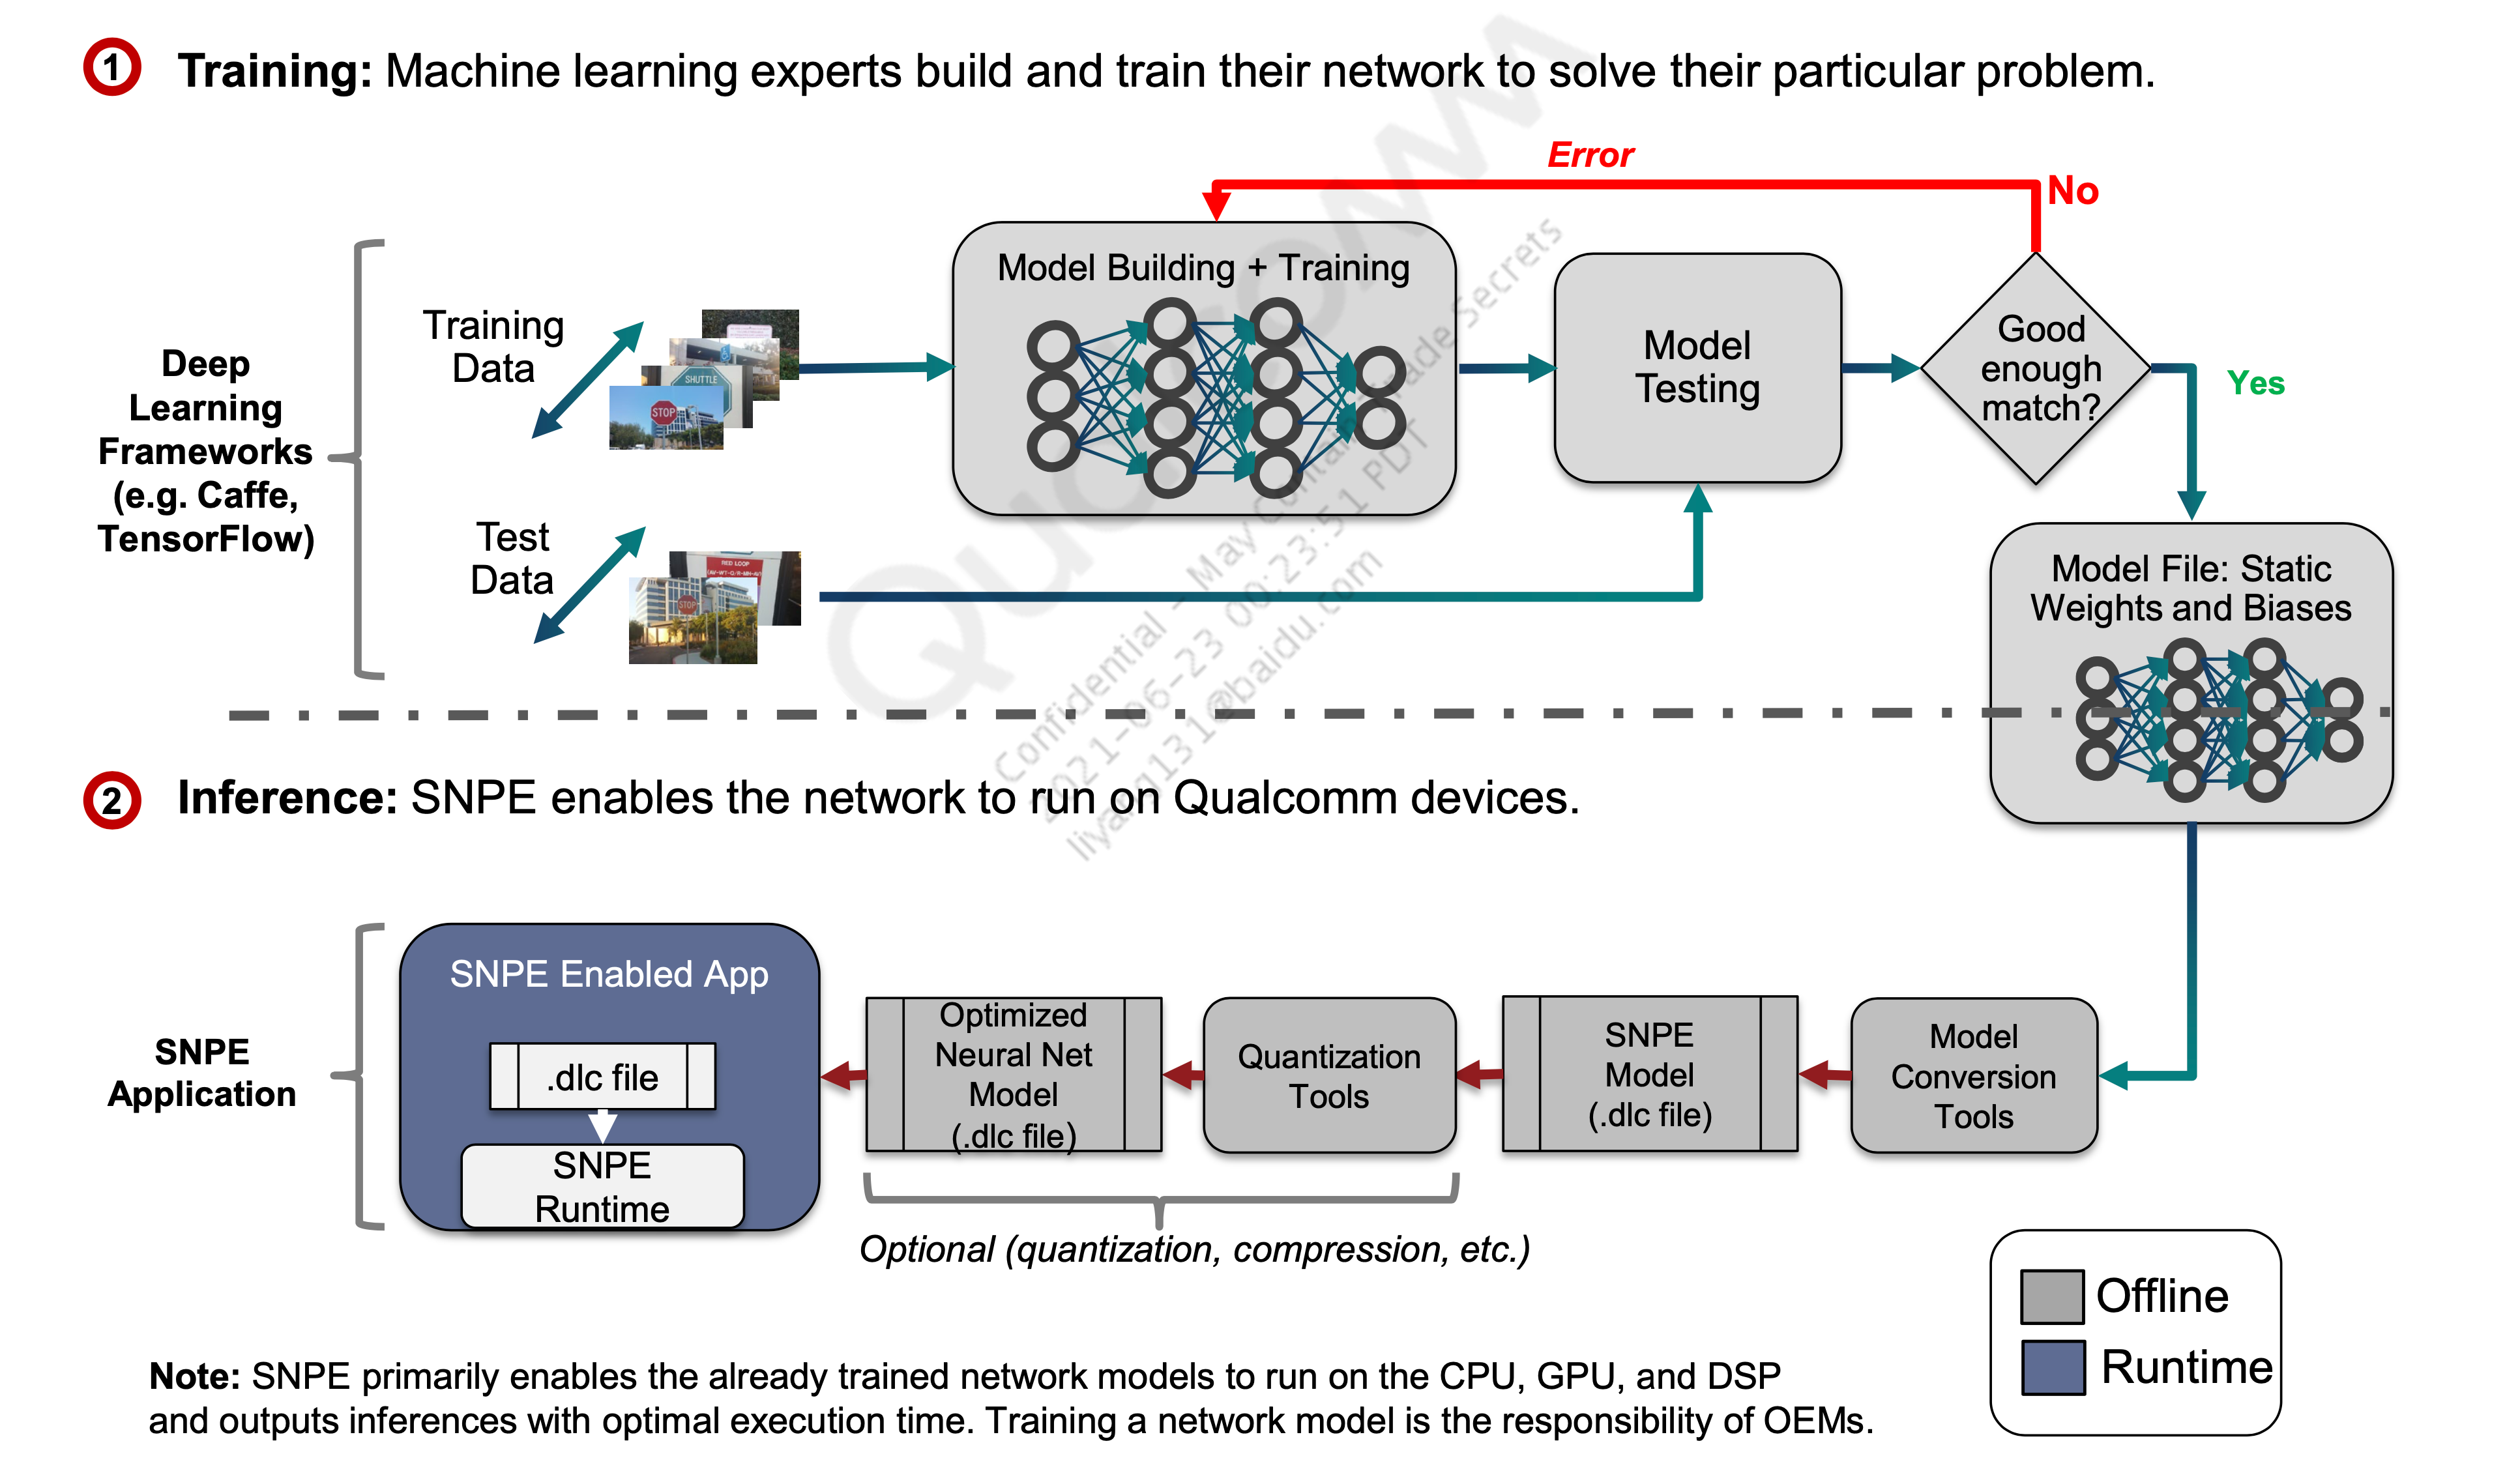 1 Training: Machine learning experts build and train their network to solve their particular problem.
Error
No
Deep
Learning
Frameworks
(e.g. Caffe,
TensorFlow)
Training
Data
SHUTTLE
STOP
Model Building + Training
Model
Testing
Good
enough
match?
Yes
Test
Data
RED LOOP
STOP
Model File: Static
Weights and Biases
Qualcomm
Confidential – May Contain Trade Secrets
2021-06-23 00:23:51 PDT
liyang131@baidu.com
2 Inference: SNPE enables the network to run on Qualcomm devices.
SNPE
Application
SNPE Enabled App
.dlc file
SNPE
Runtime
Optimized
Neural Net
Model
(.dlc file)
Quantization
Tools
SNPE
Model
(.dlc file)
Model
Conversion
Tools
Optional (quantization, compression, etc.)
Offline
Runtime
Note: SNPE primarily enables the already trained network models to run on the CPU, GPU, and DSP
and outputs inferences with optimal execution time. Training a network model is the responsibility of OEMs.